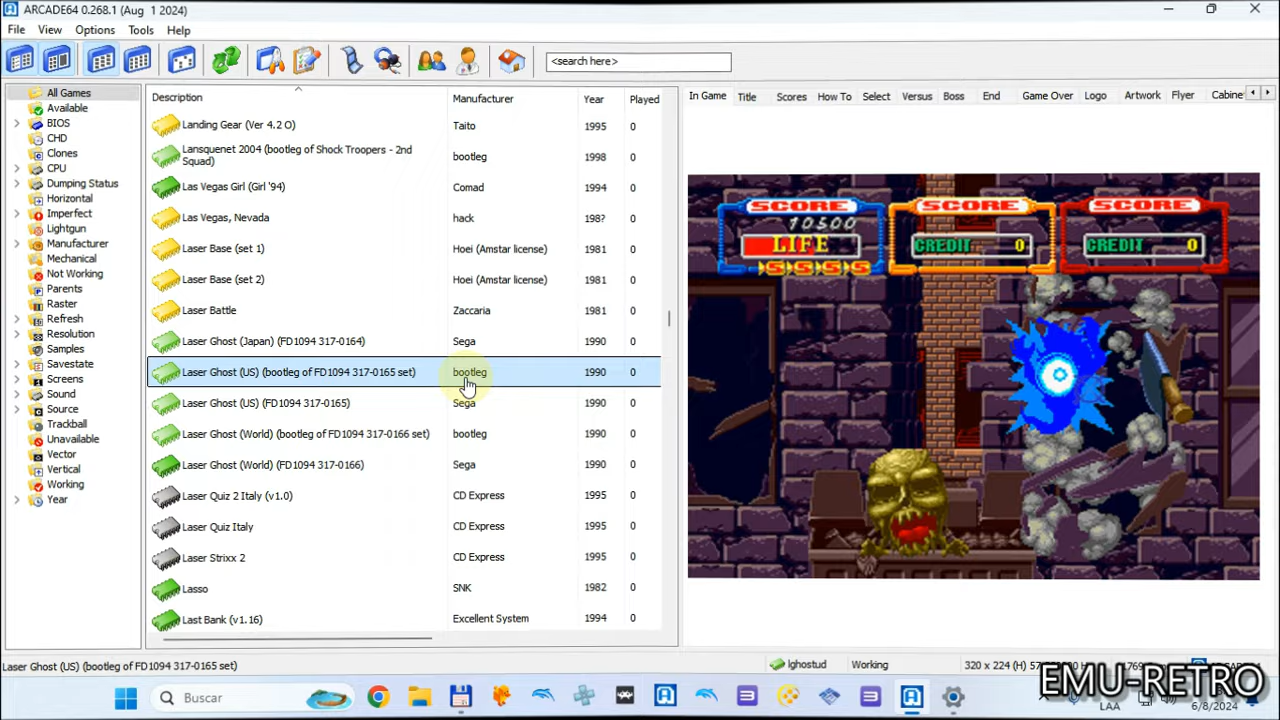 ARCADE64 0.268.1 (Aug 1 2024)
File View Options Tools Help
<search here>
All Games
Available
BIOS
CHD
Clones
CPU
Dumping Status
Horizontal
Imperfect
Lightgun
Manufacturer
Mechanical
Not Working
Parents
Raster
Refresh
Resolution
Samples
Savestate
Screens
Sound
Source
Trackball
Unavailable
Vector
Vertical
Working
Year
Description Manufacturer Year Played
Landing Gear (Ver 4.2 O) Taito 1995 0
Lansquenet 2004 (bootleg of Shock Troopers - 2nd
Squad) bootleg 1998 0
Las Vegas Girl (Girl '94) Comad 1994 0
Las Vegas, Nevada hack 198? 0
Laser Base (set 1) Hoei (Amstar license) 1981 0
Laser Base (set 2) Hoei (Amstar license) 1981 0
Laser Battle Zaccaria 1981 0
Laser Ghost (Japan) (FD1094 317-0164) Sega 1990 0
Laser Ghost (US) (bootleg of FD1094 317-0165 set) bootleg 1990 0
Laser Ghost (US) (FD1094 317-0165) Sega 1990 0
Laser Ghost (World) (bootleg of FD1094 317-0166 set) bootleg 1990 0
Laser Ghost (World) (FD1094 317-0166) Sega 1990 0
Laser Quiz 2 Italy (v1.0) CD Express 1995 0
Laser Quiz Italy CD Express 1995 0
Laser Strixx 2 CD Express 1995 0
Lasso SNK 1982 0
Last Bank (v1.16) Excellent System 1994 0
In Game Title Scores How To Select Versus Boss End Game Over Logo Artwork Flyer Cabine
SCORE SCORE SCORE
10500
LIFE CREDIT 0 CREDIT 0
SSSS
Laser Ghost (US) (bootleg of FD1094 317-0165 set) lghostud Working 320 x 224 (H)
EMU-RETRO
Buscar
LAA
6/8/2024